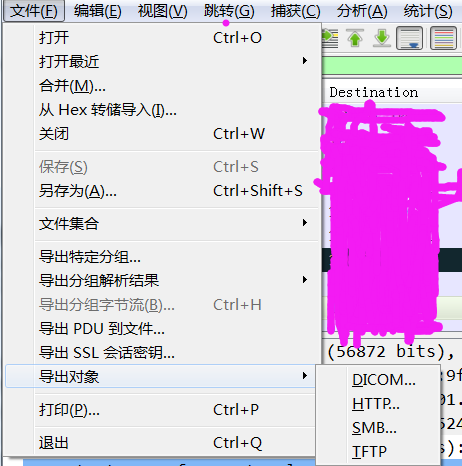 文件(F) 编辑(E) 视图(V) 跳转(G) 捕获(C) 分析(A) 统计(S)
打开 Ctrl+O
打开最近
合并(M)...
从 Hex 转储导入(I)...
关闭 Ctrl+W
保存(S) Ctrl+S
另存为(A)... Ctrl+Shift+S
文件集合
导出特定分组...
导出分组解析结果
导出分组字节流(B)... Ctrl+H
导出 PDU 到文件...
导出 SSL 会话密钥...
导出对象
打印(P)... Ctrl+P
退出 Ctrl+Q
Destination
(56872 bits),
DICOM...
HTTP...
SMB...
TFTP
9f
01.
524
s):